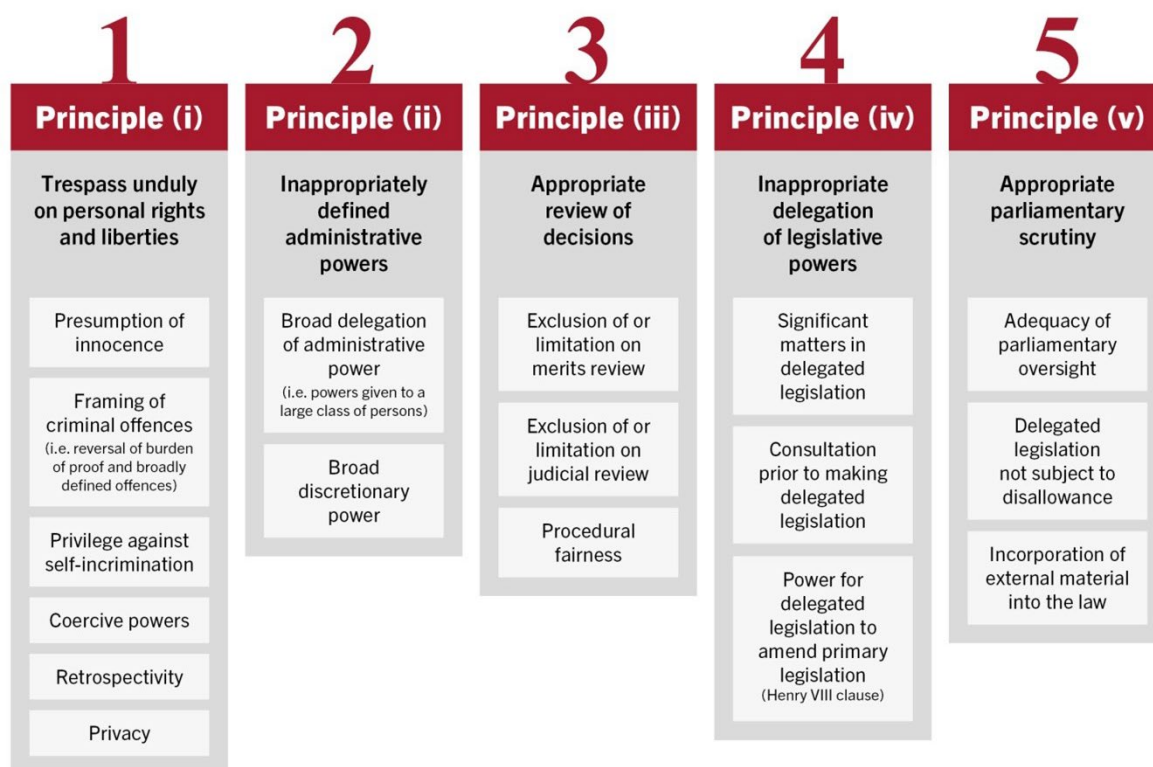 1
Principle (i)
Trespass unduly
on personal rights
and liberties
Presumption of
innocence
Framing of
criminal offences
(i.e. reversal of burden
of proof and broadly
defined offences)
Privilege against
self-incrimination
Coercive powers
Retrospectivity
Privacy
2
Principle (ii)
Inappropriately
defined
administrative
powers
Broad delegation
of administrative
power
(i.e. powers given to a
large class of persons)
Broad
discretionary
power
3
Principle (iii)
Appropriate
review of
decisions
Exclusion of or
limitation on
merits review
Exclusion of or
limitation on
judicial review
Procedural
fairness
4
Principle (iv)
Inappropriate
delegation
of legislative
powers
Significant
matters in
delegated
legislation
Consultation
prior to making
delegated
legislation
Power for
delegated
legislation to
amend primary
legislation
(Henry VIII clause)
5
Principle (v)
Appropriate
parliamentary
scrutiny
Adequacy of
parliamentary
oversight
Delegated
legislation
not subject to
disallowance
Incorporation of
external material
into the law